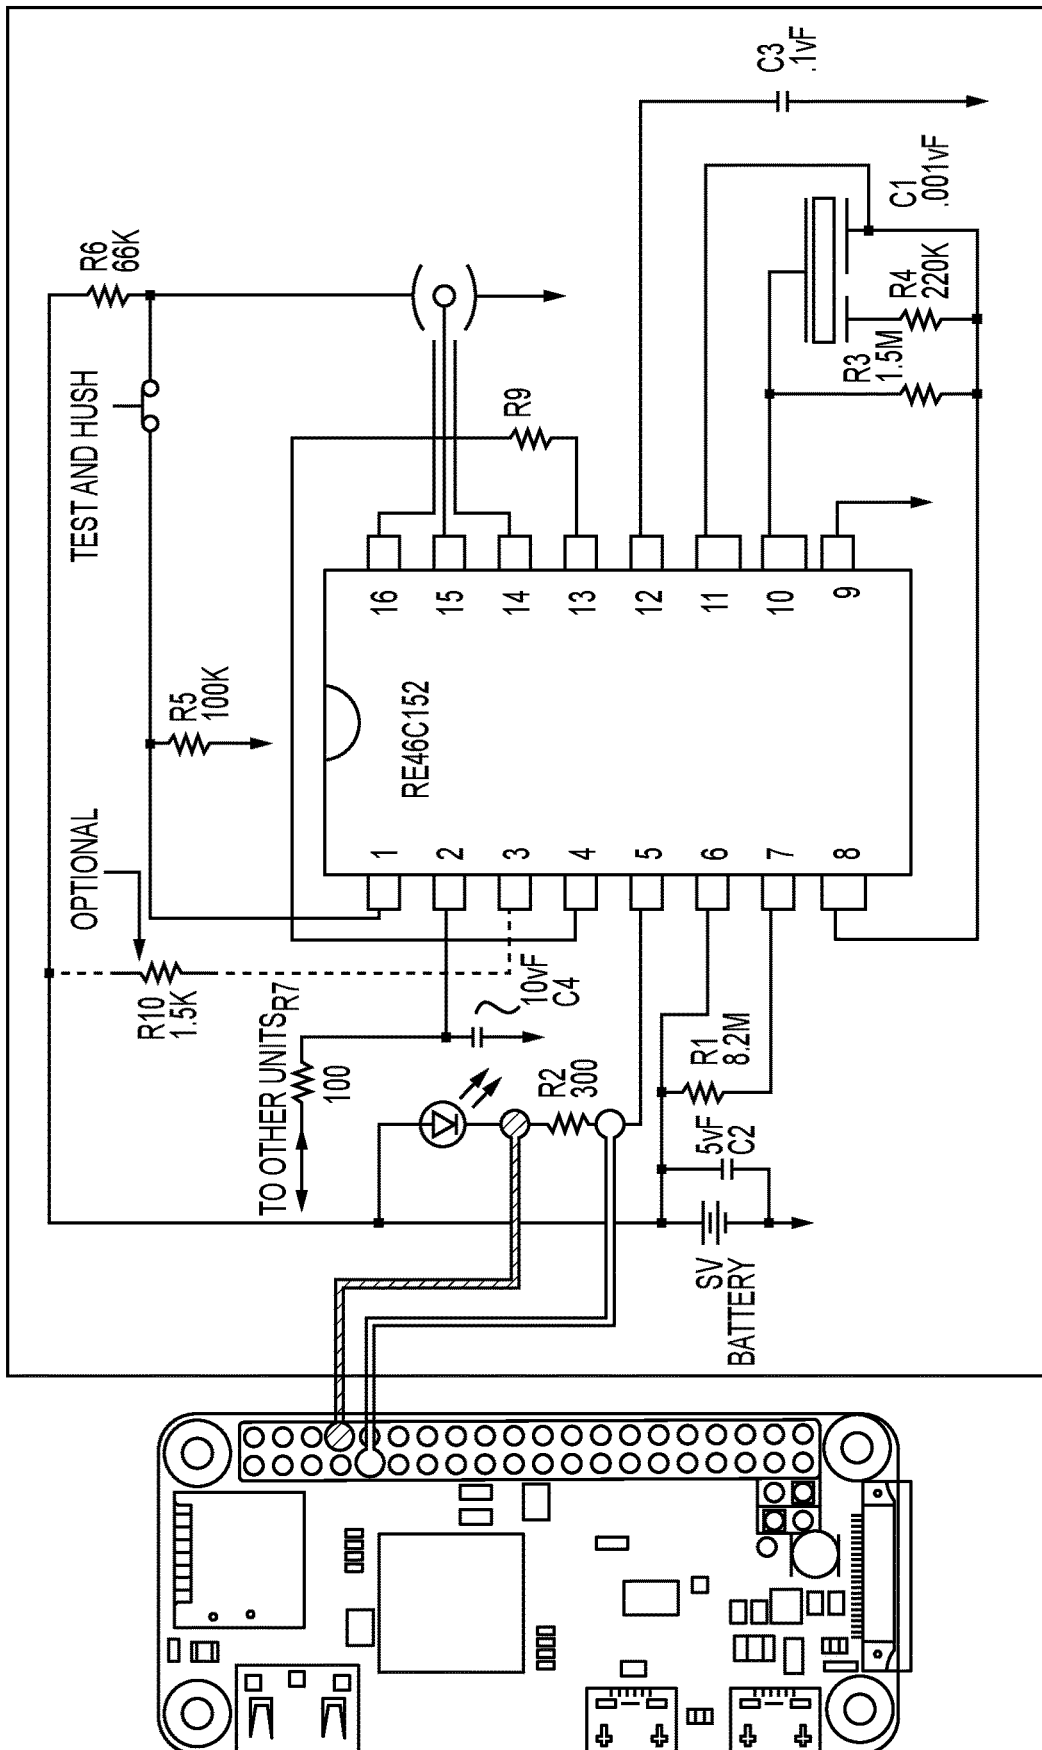 C3
.1vF
R6
66K
C1
.001vF
R4
220K
R3
1.5M
TEST AND HUSH
R9
R5
100K
OPTIONAL
16
15
14
13
12
11
10
9
RE46C152
1
2
3
4
5
6
7
8
R10
1.5K
R7
100
TO OTHER UNITS
10vF
C4
R2
300
R1
8.2M
5vF
C2
SV
BATTERY